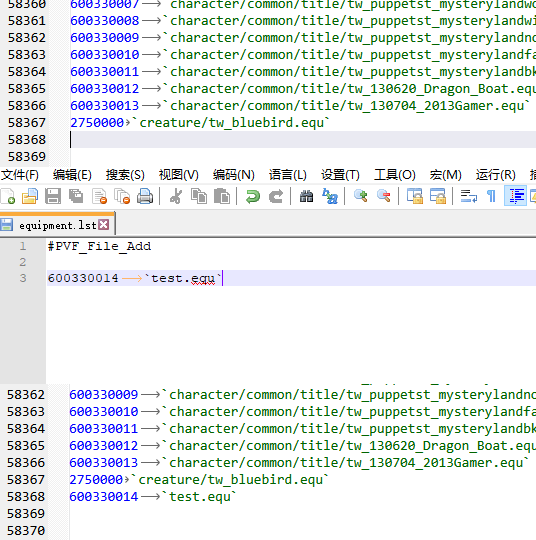 58360 600330007 `character/common/title/tw_puppetst_mysterylandwo
58361 600330008 `character/common/title/tw_puppetst_mysterylandwi
58362 600330009 `character/common/title/tw_puppetst_mysterylandno
58363 600330010 `character/common/title/tw_puppetst_mysterylandfa
58364 600330011 `character/common/title/tw_puppetst_mysterylandbk
58365 600330012 `character/common/title/tw_130620_Dragon_Boat.equ
58366 600330013 `character/common/title/tw_130704_2013Gamer.equ`
58367 2750000 `creature/tw_bluebird.equ`
58368
58369
文件(F) 编辑(E) 搜索(S) 视图(V) 编码(N) 语言(L) 设置(T) 工具(O) 宏(M) 运行(R)
equipment.lst
1 #PVF_File_Add
2
3 600330014 `test.equ`
58362 600330009 `character/common/title/tw_puppetst_mysterylandno
58363 600330010 `character/common/title/tw_puppetst_mysterylandfa
58364 600330011 `character/common/title/tw_puppetst_mysterylandbk
58365 600330012 `character/common/title/tw_130620_Dragon_Boat.equ
58366 600330013 `character/common/title/tw_130704_2013Gamer.equ`
58367 2750000 `creature/tw_bluebird.equ`
58368 600330014 `test.equ`
58369
58370